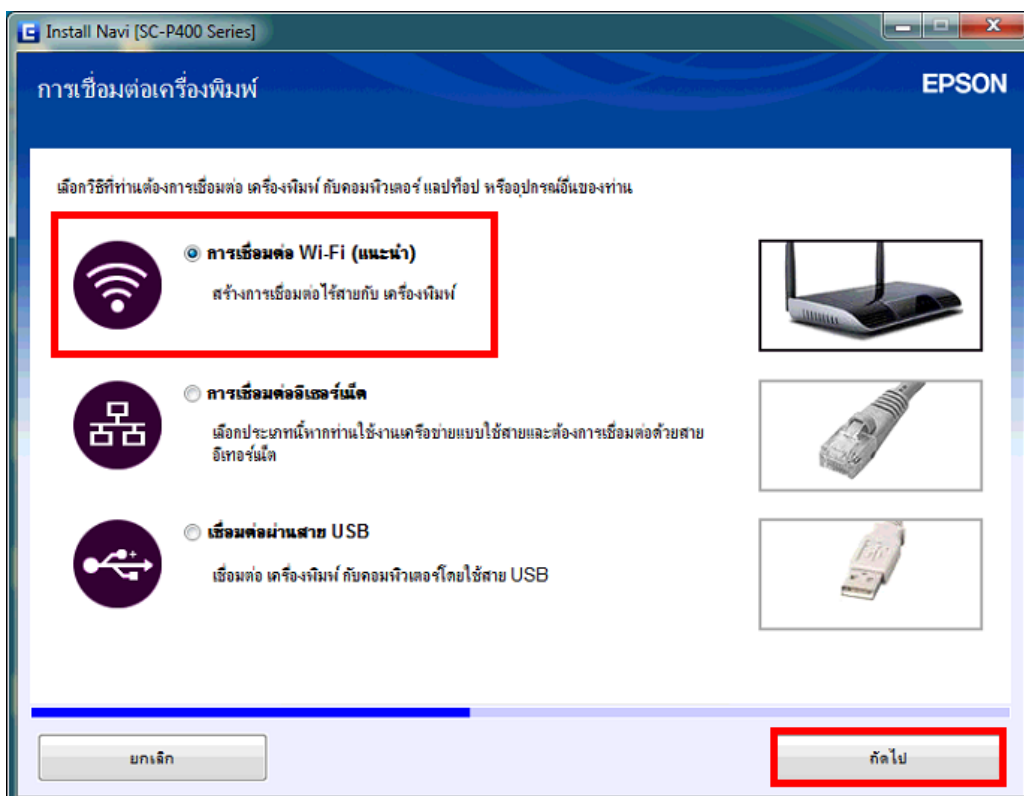 Install Navi [SC-P400 Series]
การเชื่อมต่อเครื่องพิมพ์
EPSON
เลือกวิธีที่ท่านต้องการเชื่อมต่อ เครื่องพิมพ์ กับคอมพิวเตอร์ แลปท็อป หรืออุปกรณ์อื่นของท่าน
การเชื่อมต่อ Wi-Fi (แนะนำ)
สร้างการเชื่อมต่อไร้สายกับ เครื่องพิมพ์
การเชื่อมต่ออีเธอร์เน็ต
เลือกประเภทนี้หากท่านใช้งานเครือข่ายแบบใช้สายและต้องการเชื่อมต่อด้วยสาย
อีเทอร์เน็ต
เชื่อมต่อผ่านสาย USB
เชื่อมต่อ เครื่องพิมพ์ กับคอมพิวเตอร์โดยใช้สาย USB
ยกเลิก
ถัดไป